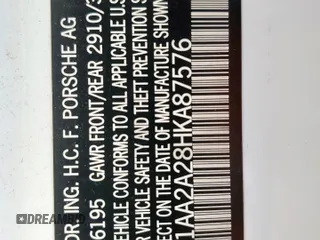 DR. ING. H.C. F. PORSCHE AG
6195 GAWR FRONT/REAR 2910/3
VEHICLE CONFORMS TO ALL APPLICABLE U.S
R VEHICLE SAFETY AND THEFT PREVENTION S
ECT ON THE DATE OF MANUFACTURE SHOWN
1AA2A28HKA87576
DREAMBID